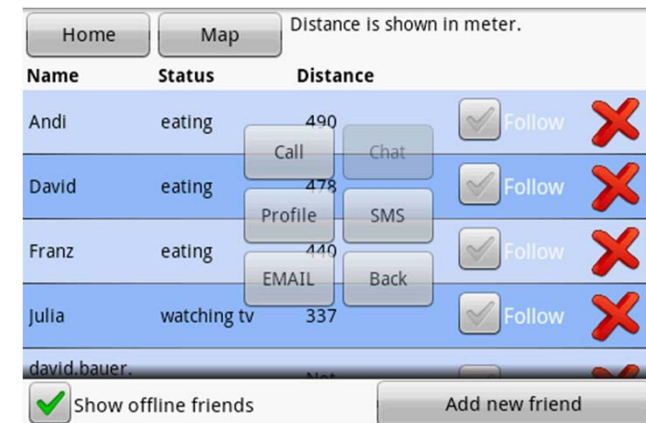 Home Map Distance is shown in meter.
Name Status Distance
Andi eating 490 Follow
Call Chat
David eating 478 Follow
Profile SMS
Franz eating 440 Follow
EMAIL Back
Julia watching tv 337 Follow
david.bauer. Not
Show offline friends Add new friend